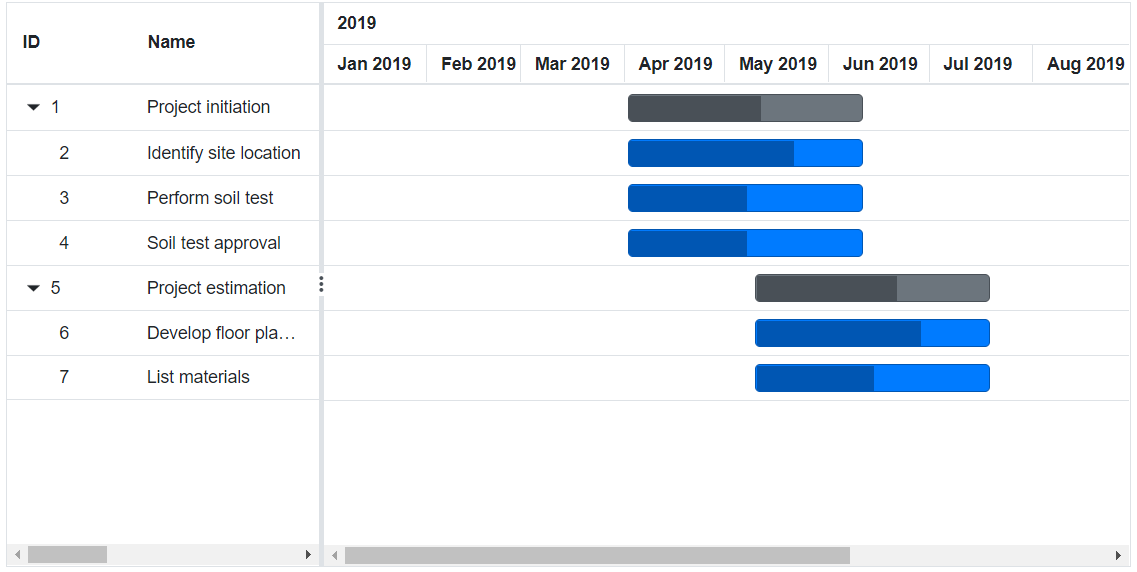 2019
ID Name
Jan 2019 Feb 2019 Mar 2019 Apr 2019 May 2019 Jun 2019 Jul 2019 Aug 2019
1 Project initiation
2 Identify site location
3 Perform soil test
4 Soil test approval
5 Project estimation
6 Develop floor pla…
7 List materials